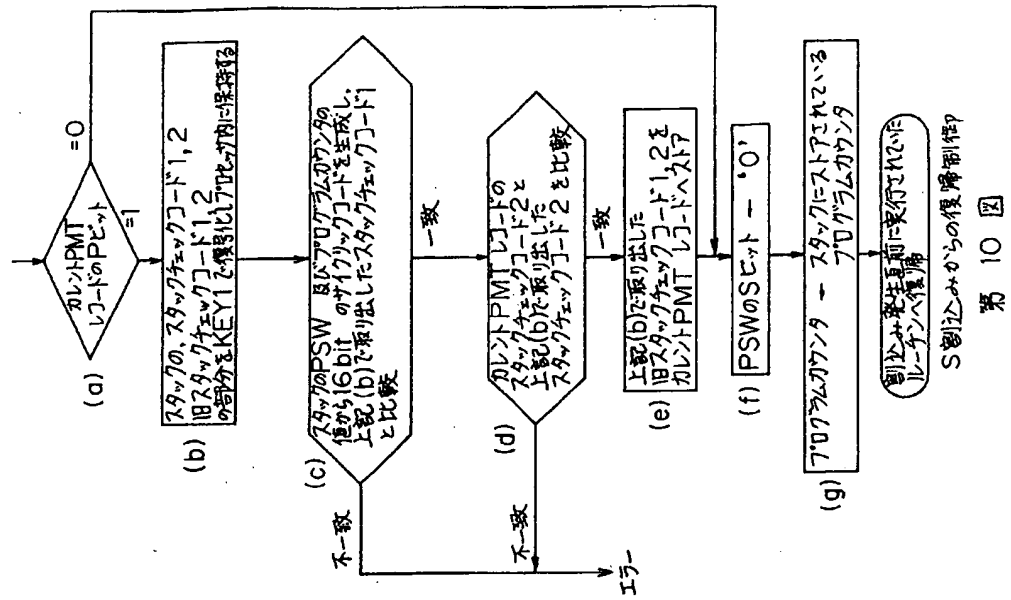 (a)
カレントPMT
レコードのPビット
=0
=1
(b)
スタックの、スタックチェックコード1,2
旧スタックチェックコード1,2
の部分をKEY1で復号化しプロセッサ内に保持する
(c)
スタックのPSW 及びプログラムカウンタの
値から16bit のサイクリックコードを生成し、
上記(b)で取出したスタックチェックコード1
と比較
不一致
一致
(d)
カレントPMTレコードの
スタックチェックコード2と
上記(b)で取り出した
スタックチェックコード2を比較
不一致
一致
エラー
(e)
上記(b)で取り出した
旧スタックチェックコード1,2を
カレントPMTレコードへストア
(f)
PSWのSビット ー '0'
(g)
プログラムカウンタ ー スタックにストアされている
プログラムカウンタ
割込み発生直前に実行されていた
ルーチンへ復帰
S割込みからの復帰制御
第 10 図